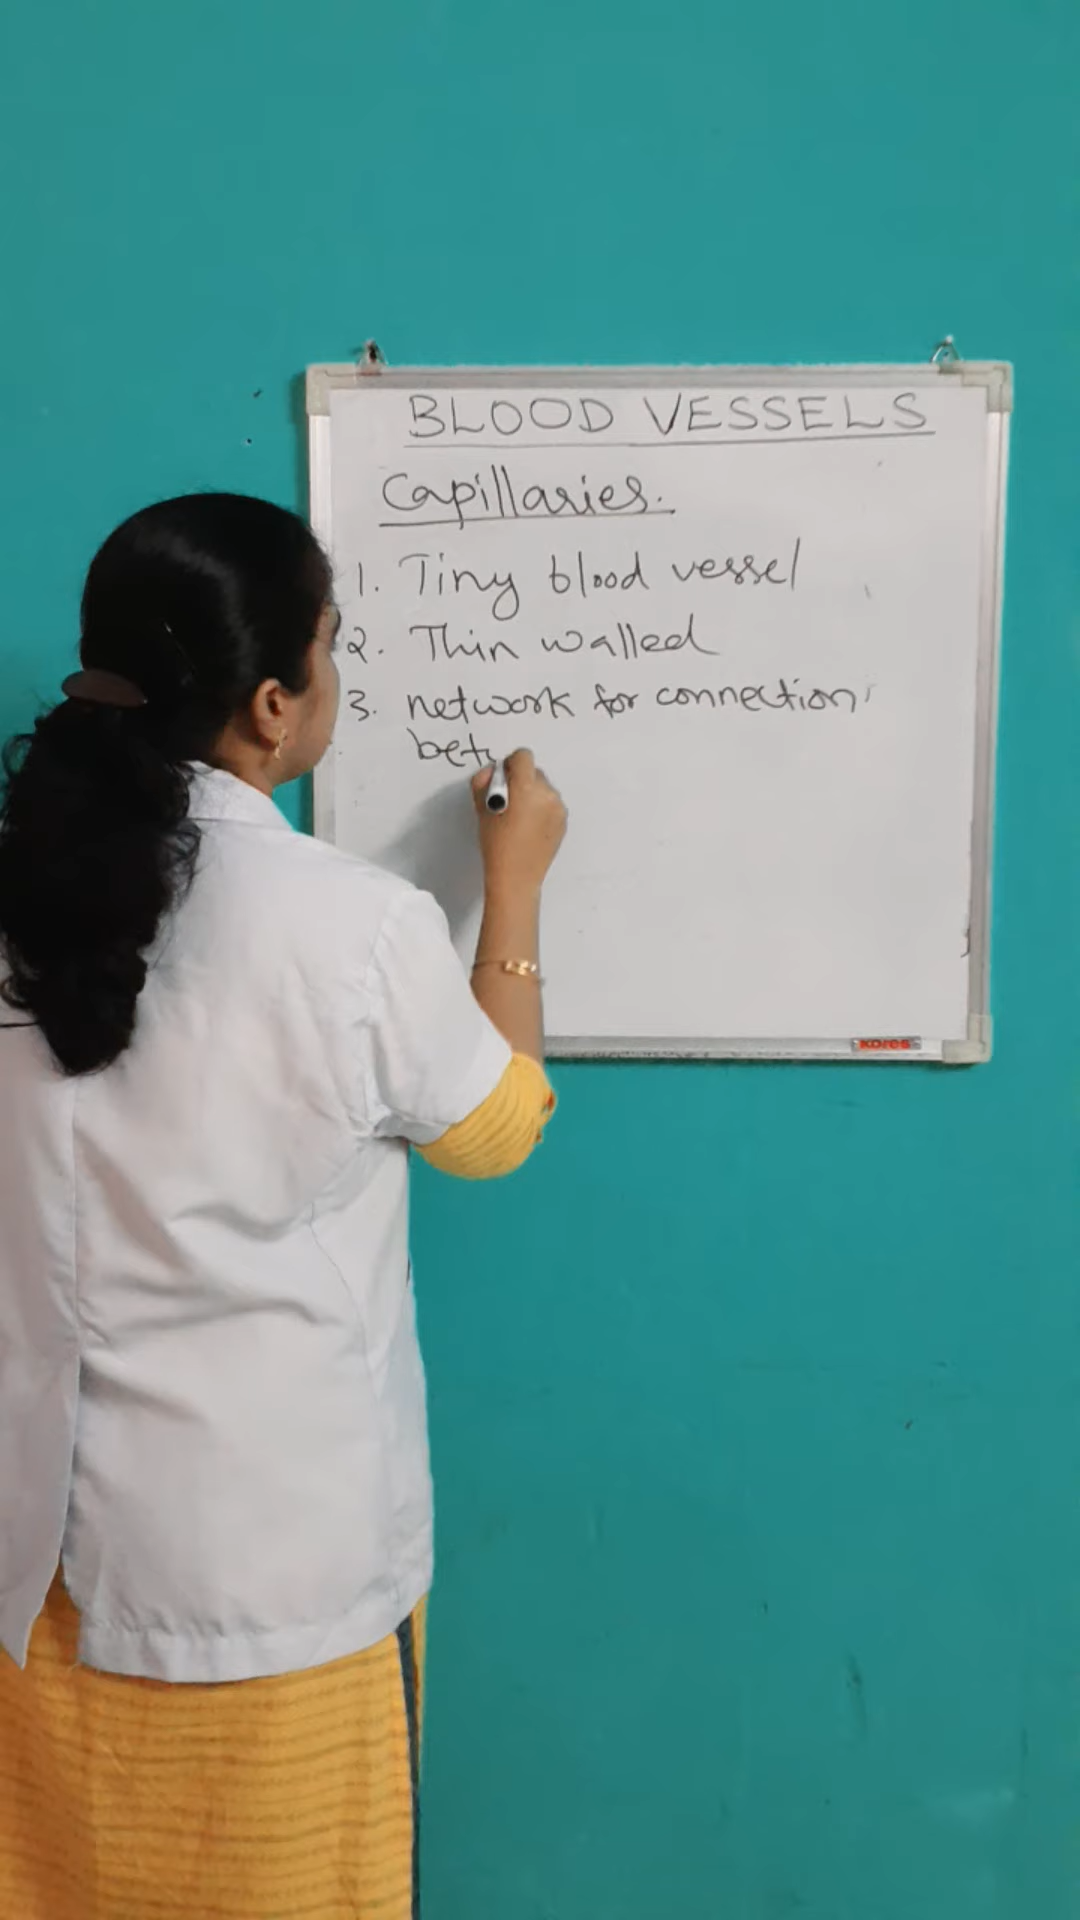 BLOOD VESSELS
Capillaries.
1. Tiny blood vessel
2. Thin walled
3. network for connection
Kores